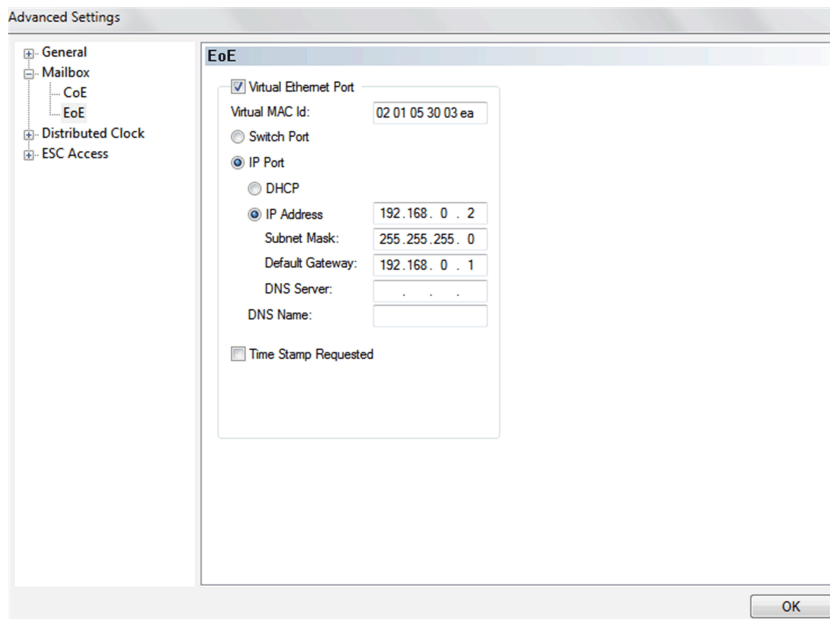 Advanced Settings
General
Mailbox
CoE
EoE
Distributed Clock
ESC Access
EoE
Virtual Ethernet Port
Virtual MAC Id: 02 01 05 30 03 ea
Switch Port
IP Port
DHCP
IP Address 192.168. 0 . 2
Subnet Mask: 255.255.255. 0
Default Gateway: 192.168. 0 . 1
DNS Server: . . .
DNS Name:
Time Stamp Requested
OK